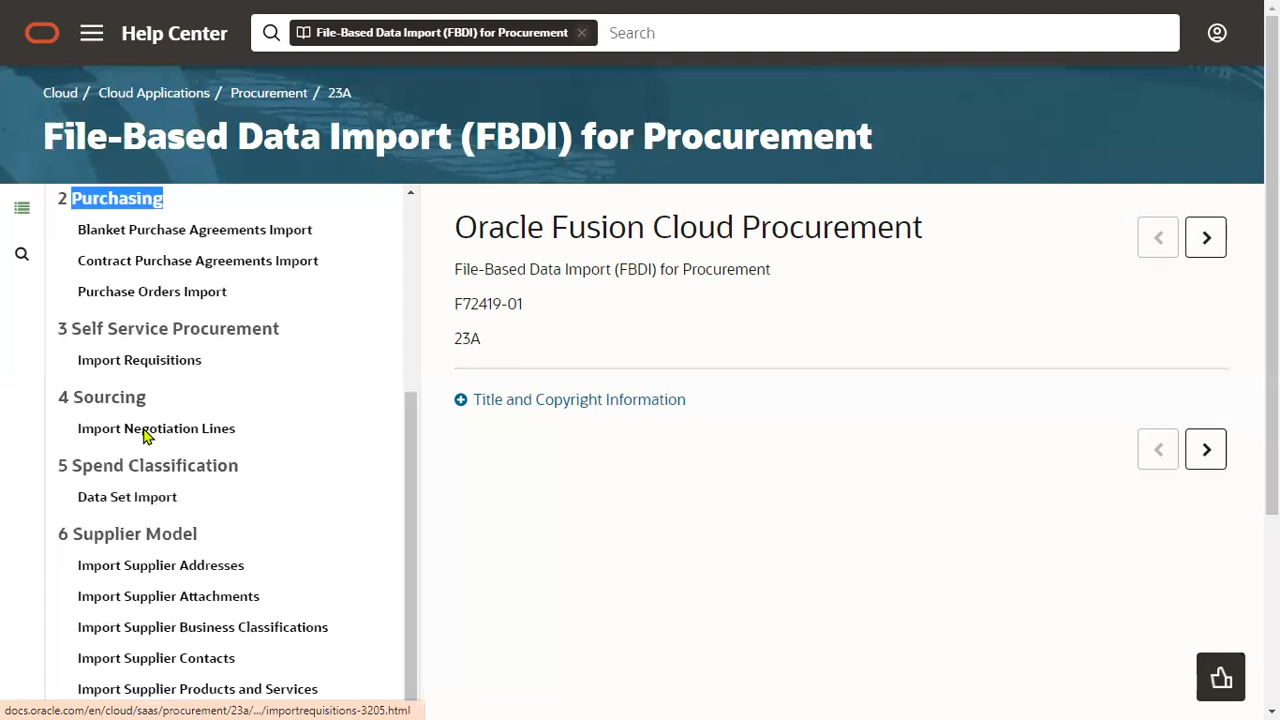 Help Center
File-Based Data Import (FBDI) for Procurement
Search
Cloud / Cloud Applications / Procurement / 23A
File-Based Data Import (FBDI) for Procurement
2 Purchasing
Blanket Purchase Agreements Import
Contract Purchase Agreements Import
Purchase Orders Import
3 Self Service Procurement
Import Requisitions
4 Sourcing
Import Negotiation Lines
5 Spend Classification
Data Set Import
6 Supplier Model
Import Supplier Addresses
Import Supplier Attachments
Import Supplier Business Classifications
Import Supplier Contacts
Import Supplier Products and Services
docs.oracle.com/en/cloud/saas/procurement/23a/.../importrequisitions-3205.html
Oracle Fusion Cloud Procurement
File-Based Data Import (FBDI) for Procurement
F72419-01
23A
Title and Copyright Information